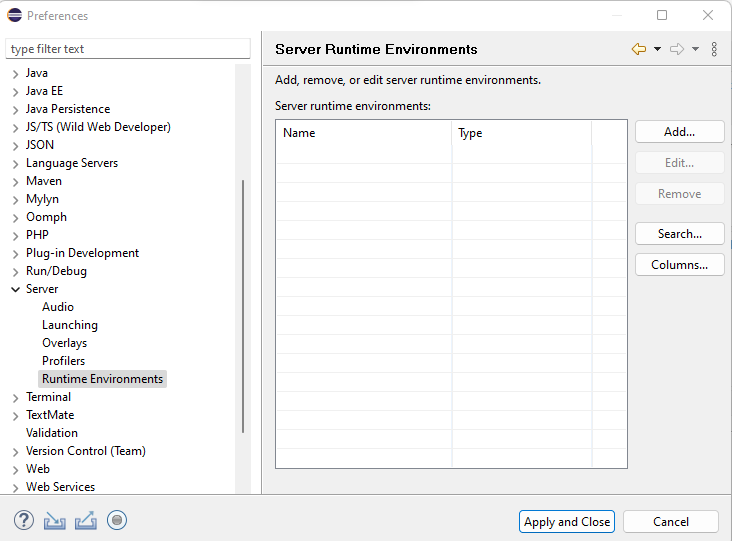 Preferences
type filter text
Java
Java EE
Java Persistence
JS/TS (Wild Web Developer)
JSON
Language Servers
Maven
Mylyn
Oomph
PHP
Plug-in Development
Run/Debug
Server
Audio
Launching
Overlays
Profilers
Runtime Environments
Terminal
TextMate
Validation
Version Control (Team)
Web
Web Services
Server Runtime Environments
Add, remove, or edit server runtime environments.
Server runtime environments:
Name Type
Add...
Edit...
Remove
Search...
Columns...
? Apply and Close Cancel